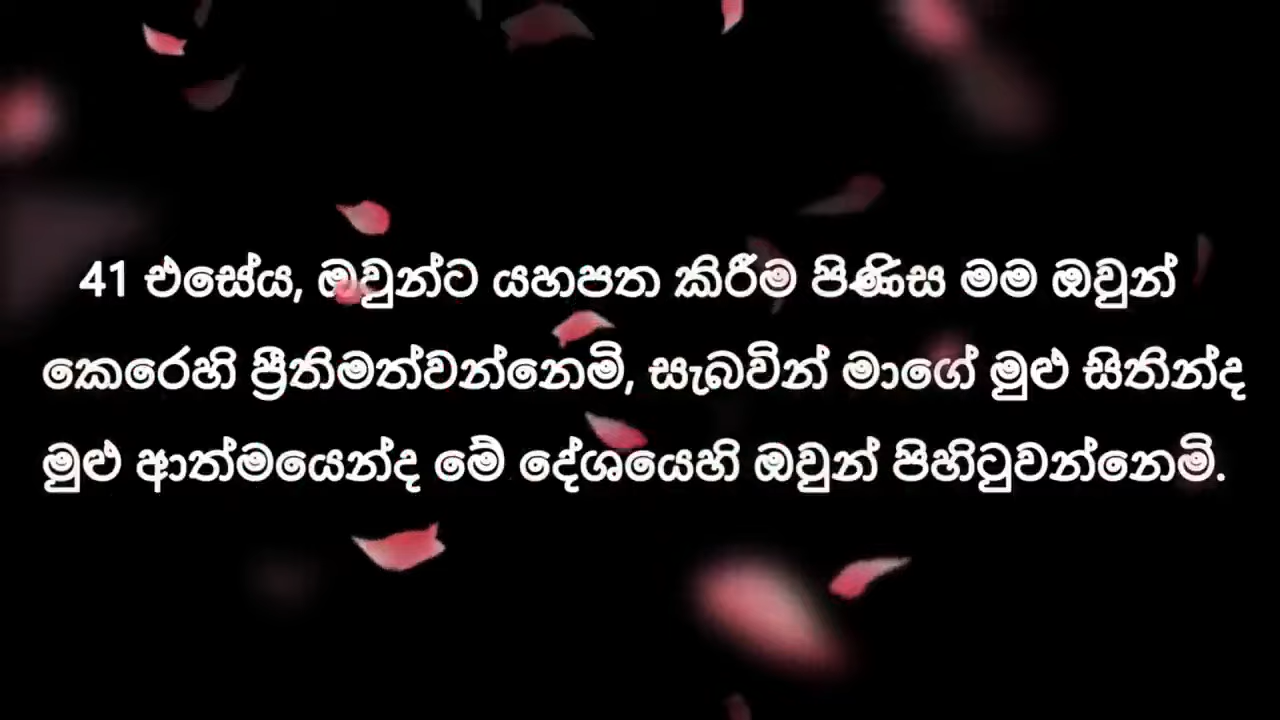 41 එසේය, ඔවුන්ට යහපත කිරීම පිණිස මම ඔවුන්
කෙරෙහි ප්‍රීතිමත්වන්නෙමි, සැබවින් මාගේ මුළු සිතින්ද
මුළු ආත්මයෙන්ද මේ දේශයෙහි ඔවුන් පිහිටුවන්නෙමි.